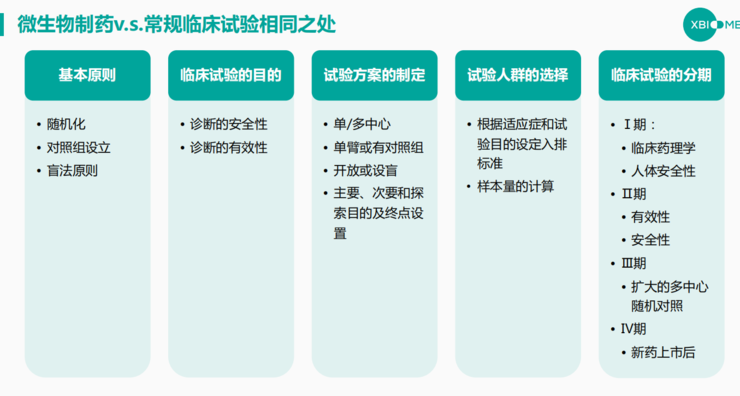 微生物制药v.s.常规临床试验相同之处
XBIOME
基本原则
• 随机化
• 对照组设立
• 盲法原则
临床试验的目的
• 诊断的安全性
• 诊断的有效性
试验方案的制定
• 单/多中心
• 单臂或有对照组
• 开放或设盲
• 主要、次要和探
索目的及终点设
置
试验人群的选择
• 根据适应症和试
验目的设定入排
标准
• 样本量的计算
临床试验的分期
• Ⅰ期：
• 临床药理学
• 人体安全性
• Ⅱ期
• 有效性
• 安全性
• Ⅲ期
• 扩大的多中心
随机对照
• Ⅳ期
• 新药上市后